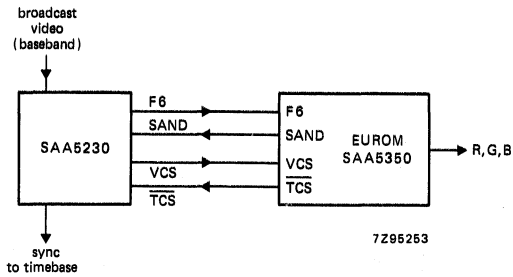 broadcast
video
(baseband)
F6
SAND
VCS
TCS
SAA5230
F6
SAND
VCS
TCS
EUROM
SAA5350
R,G,B
7Z95253
sync
to timebase